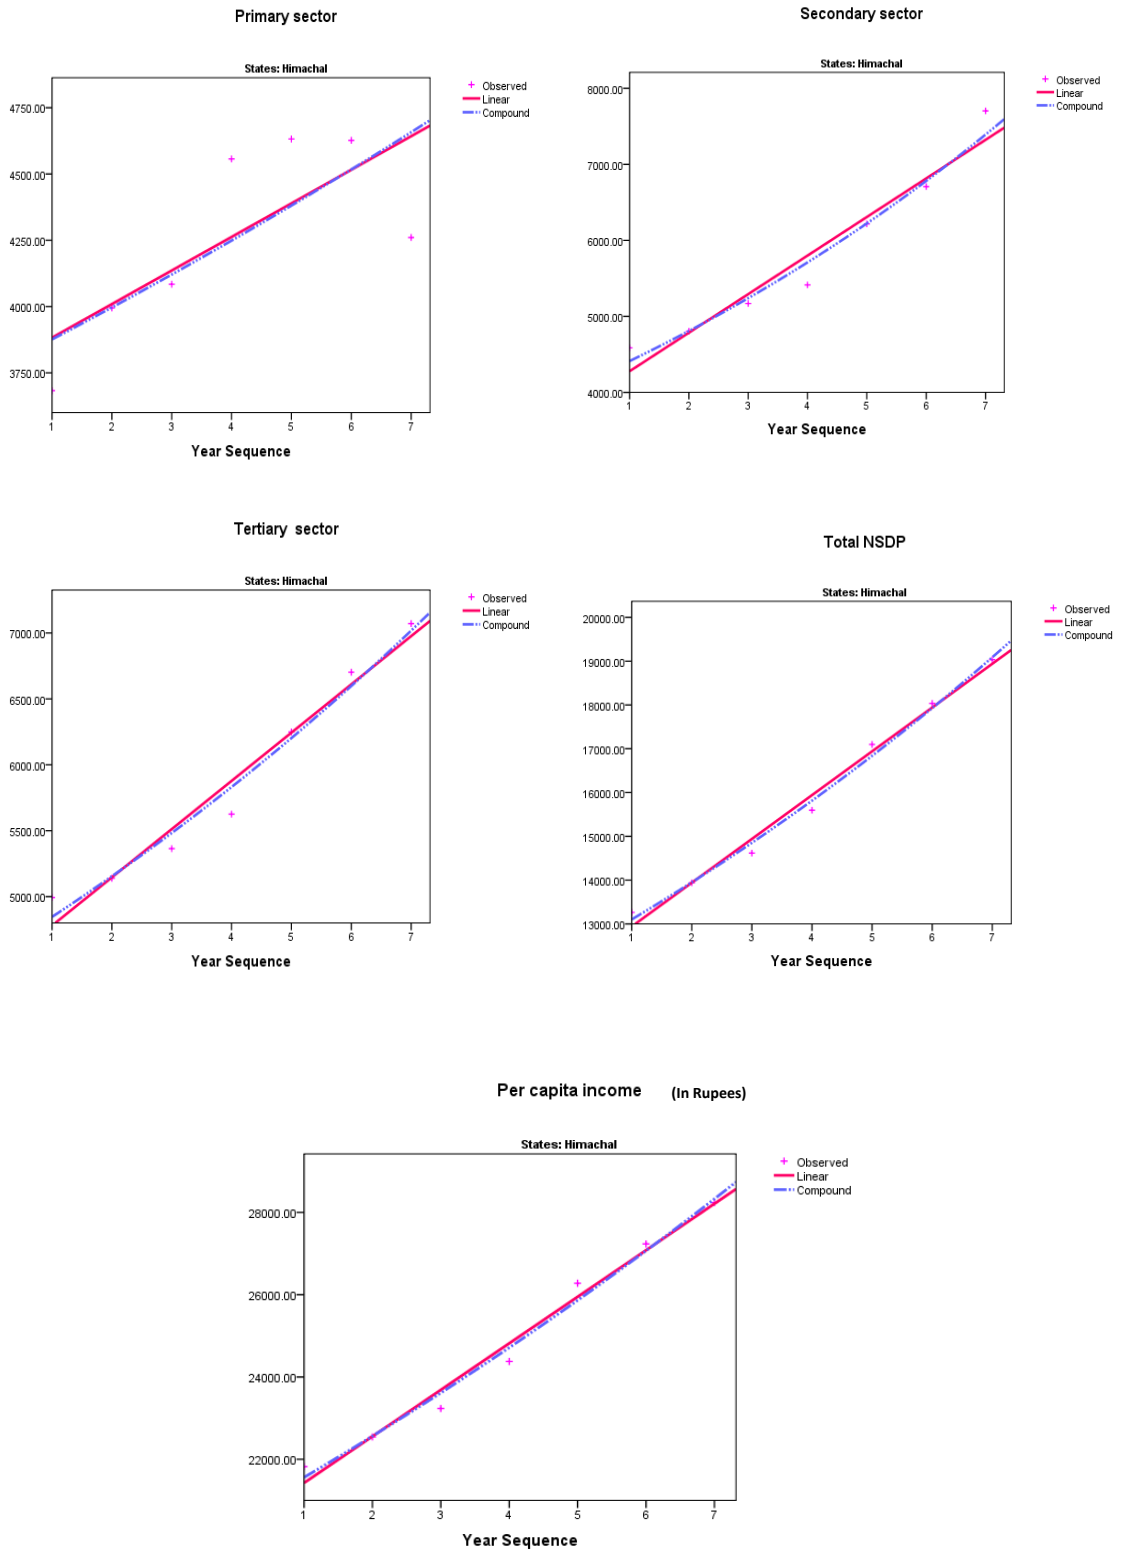 Primary sector
States: Himachal
Observed
Linear
Compound
4750.00
4500.00
4250.00
4000.00
3750.00
1 2 3 4 5 6 7
Year Sequence
Secondary sector
States: Himachal
Observed
Linear
Compound
8000.00
7000.00
6000.00
5000.00
4000.00
1 2 3 4 5 6 7
Year Sequence
Tertiary sector
States: Himachal
Observed
Linear
Compound
7000.00
6500.00
6000.00
5500.00
5000.00
1 2 3 4 5 6 7
Year Sequence
Total NSDP
States: Himachal
Observed
Linear
Compound
20000.00
19000.00
18000.00
17000.00
16000.00
15000.00
14000.00
13000.00
1 2 3 4 5 6 7
Year Sequence
Per capita income (In Rupees)
States: Himachal
Observed
Linear
Compound
28000.00
26000.00
24000.00
22000.00
1 2 3 4 5 6 7
Year Sequence